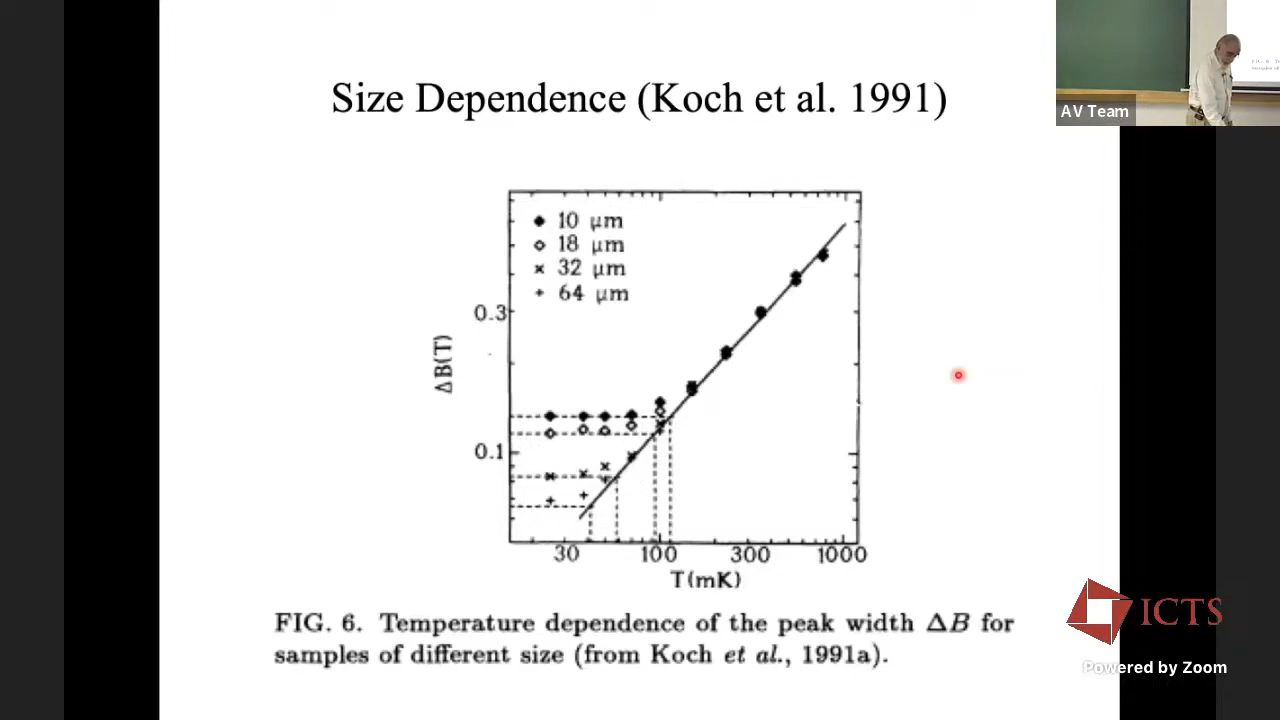 Size Dependence (Koch et al. 1991)
AV Team
10 μm
18 μm
32 μm
64 μm
0.3
ΔB(T)
0.1
30 100 300 1000
T(mK)
FIG. 6. Temperature dependence of the peak width ΔB for
samples of different size (from Koch et al., 1991a).
ICTS
Powered by Zoom